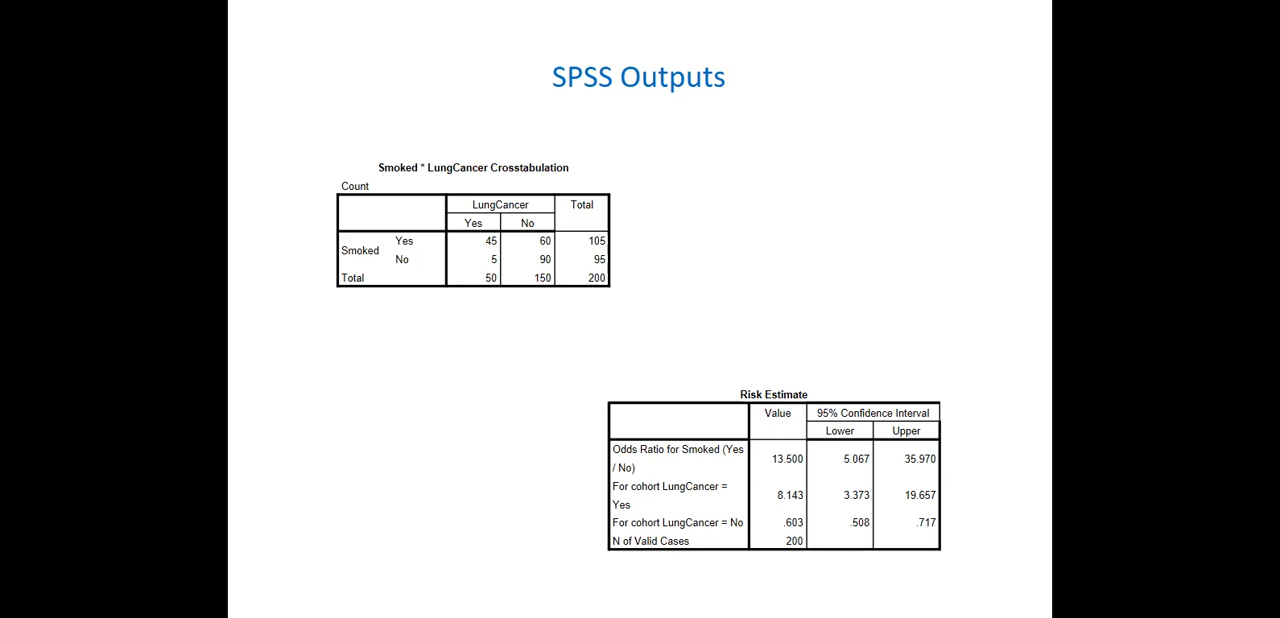 SPSS Outputs
Smoked * LungCancer Crosstabulation
Count
LungCancer Total
Yes No
Smoked Yes 45 60 105
No 5 90 95
Total 50 150 200
Risk Estimate
Value 95% Confidence Interval
Lower Upper
Odds Ratio for Smoked (Yes / No) 13.500 5.067 35.970
For cohort LungCancer = Yes 8.143 3.373 19.657
For cohort LungCancer = No .603 .508 .717
N of Valid Cases 200